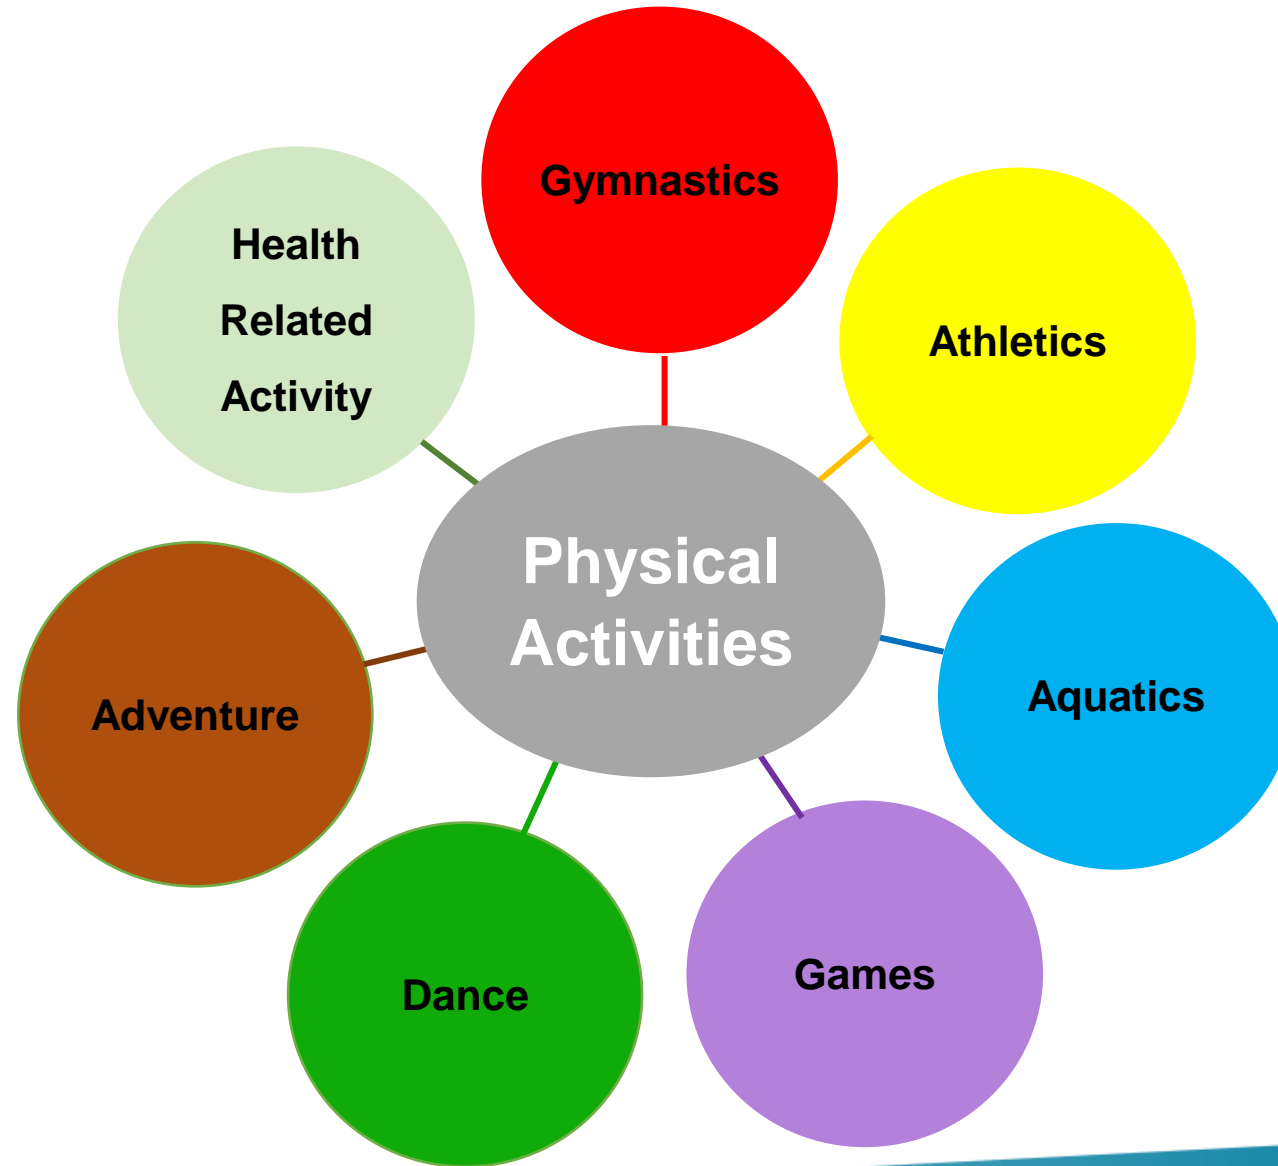 Gymnastics
Health
Related
Activity
Athletics
Physical
Activities
Adventure
Aquatics
Dance
Games